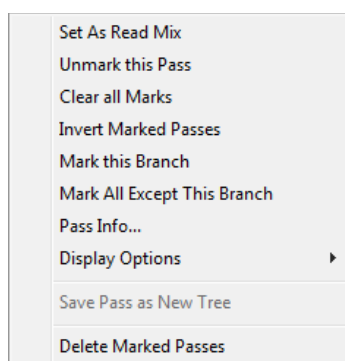 Set As Read Mix
Unmark this Pass
Clear all Marks
Invert Marked Passes
Mark this Branch
Mark All Except This Branch
Pass Info...
Display Options
Save Pass as New Tree
Delete Marked Passes